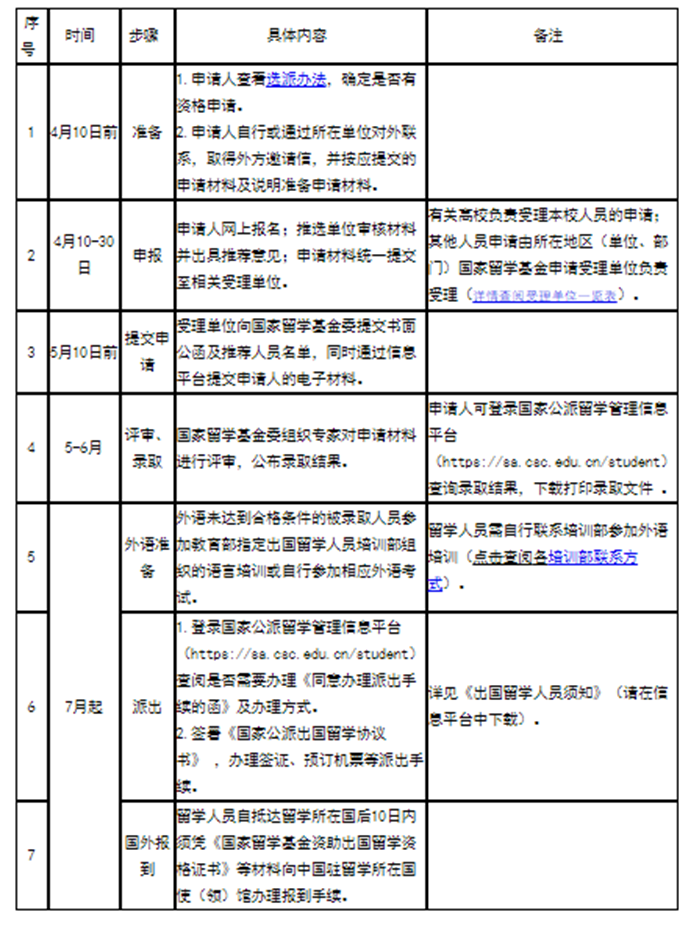 序号
时间
步骤
具体内容
备注
1
4月10日前
准备
1.申请人查看选派办法，确定是否有
资格申请。
2.申请人自行或通过所在单位对外联
系，取得外方邀请信，并按应提交的
申请材料及说明准备申请材料。
2
4月10-30
日
申报
申请人网上报名；推选单位审核材料
并出具推荐意见；申请材料统一提交
至相关受理单位。
有关高校负责受理本校人员的申请；
其他人员申请由所在地区（单位、部
门）国家留学基金申请受理单位负责
受理（详情查阅受理单位一览表）。
3
5月10日前
提交申
请
受理单位向国家留学基金委提交书面
公函及推荐人员名单，同时通过信息
平台提交申请人的电子材料。
4
5-6月
评审、
录取
国家留学基金委组织专家对申请材料
进行评审，公布录取结果。
申请人可登录国家公派留学管理信息
平台
（https://sa.csc.edu.cn/student）
查询录取结果，下载打印录取文件 。
5
7月起
外语准
备
外语未达到合格条件的被录取人员参
加教育部指定出国留学人员培训部组
织的语言培训或自行参加相应外语考
试。
留学人员需自行联系培训部参加外语
培训（点击查阅各培训部联系方
式）。
6
派出
1.登录国家公派留学管理信息平台
（https://sa.csc.edu.cn/student）
查阅是否需要办理《同意办理派出手
续的函》及办理方式。
2.签署《国家公派出国留学协议
书》 ，办理签证、预订机票等派出手
续。
详见《出国留学人员须知》（请在信
息平台中下载）。
7
国外报
到
留学人员自抵达留学所在国后10日内
须凭《国家留学基金资助出国留学资
格证书》等材料向中国驻留学所在国
使（领）馆办理报到手续。